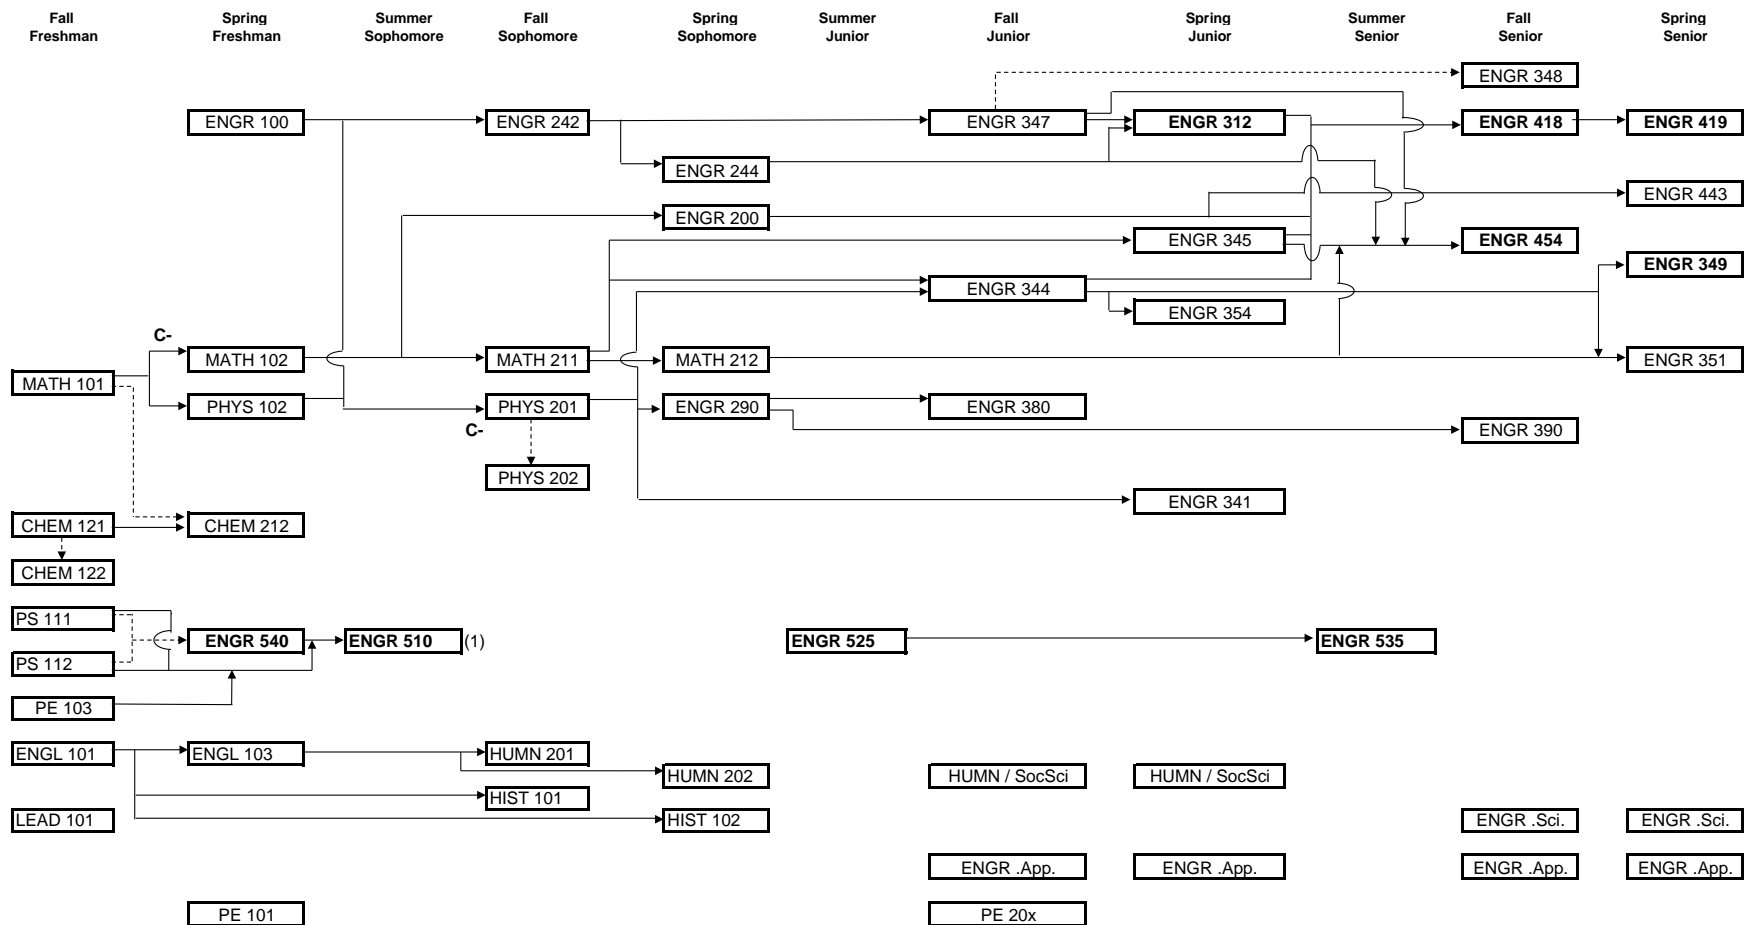 Fall Spring Summer Fall Spring Summer Fall Spring Summer Fall Spring
Freshman Freshman Sophomore Sophomore Sophomore Junior Junior Junior Senior Senior Senior
ENGR 348
ENGR 100 ENGR 242 ENGR 347 ENGR 312 ENGR 418 ENGR 419
ENGR 244
ENGR 443
ENGR 200
ENGR 345 ENGR 454
ENGR 349
ENGR 344
ENGR 354
C-
MATH 102 MATH 211 MATH 212 ENGR 351
MATH 101
PHYS 102 PHYS 201 ENGR 290 ENGR 380
C- ENGR 390
PHYS 202
ENGR 341
CHEM 121 CHEM 212
CHEM 122
PS 111
ENGR 540 ENGR 510 (1) ENGR 525 ENGR 535
PS 112
PE 103
ENGL 101 ENGL 103 HUMN 201
HUMN 202 HUMN / SocSci HUMN / SocSci
HIST 101
LEAD 101 HIST 102 ENGR .Sci. ENGR .Sci.
ENGR .App. ENGR .App. ENGR .App. ENGR .App.
PE 101 PE 20x